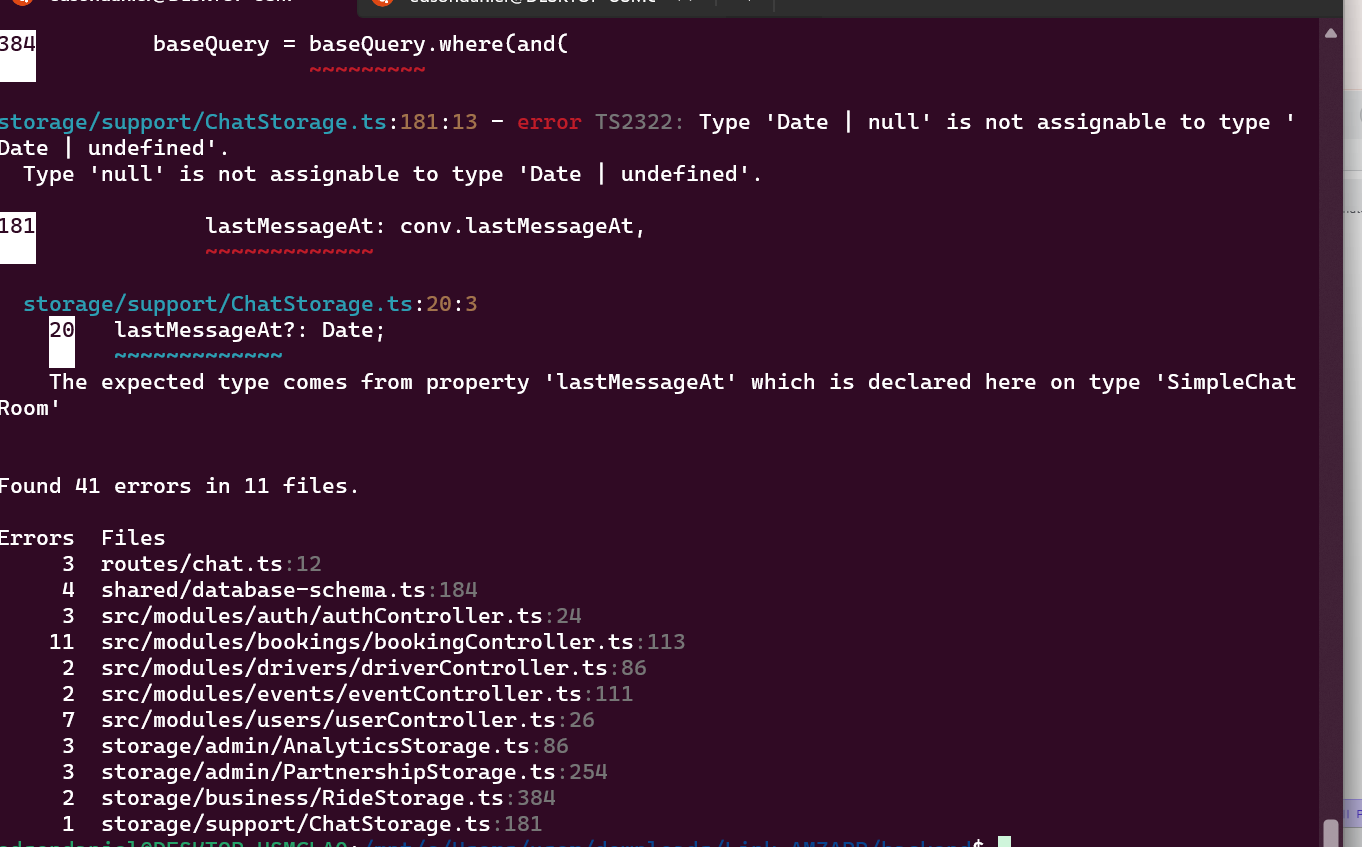 384         baseQuery = baseQuery.where(and(
                        ~~~~~~~~~
storage/support/ChatStorage.ts:181:13 - error TS2322: Type 'Date | null' is not assignable to type '
Date | undefined'.
  Type 'null' is not assignable to type 'Date | undefined'.
181             lastMessageAt: conv.lastMessageAt,
                ~~~~~~~~~~~~~
  storage/support/ChatStorage.ts:20:3
    20   lastMessageAt?: Date;
         ~~~~~~~~~~~~~
    The expected type comes from property 'lastMessageAt' which is declared here on type 'SimpleChat
Room'
Found 41 errors in 11 files.
Errors  Files
     3  routes/chat.ts:12
     4  shared/database-schema.ts:184
     3  src/modules/auth/authController.ts:24
    11  src/modules/bookings/bookingController.ts:113
     2  src/modules/drivers/driverController.ts:86
     2  src/modules/events/eventController.ts:111
     7  src/modules/users/userController.ts:26
     3  storage/admin/AnalyticsStorage.ts:86
     3  storage/admin/PartnershipStorage.ts:254
     2  storage/business/RideStorage.ts:384
     1  storage/support/ChatStorage.ts:181